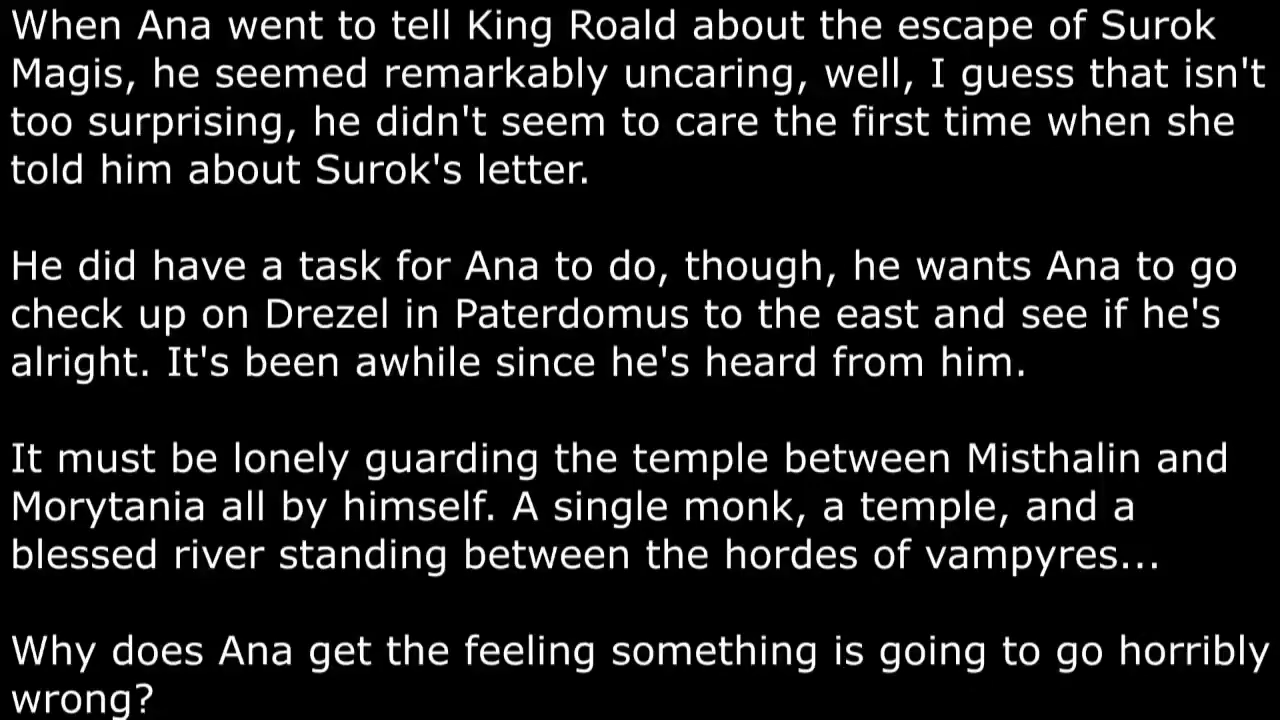 When Ana went to tell King Roald about the escape of Surok
Magis, he seemed remarkably uncaring, well, I guess that isn't
too surprising, he didn't seem to care the first time when she
told him about Surok's letter.
He did have a task for Ana to do, though, he wants Ana to go
check up on Drezel in Paterdomus to the east and see if he's
alright. It's been awhile since he's heard from him.
It must be lonely guarding the temple between Misthalin and
Morytania all by himself. A single monk, a temple, and a
blessed river standing between the hordes of vampyres...
Why does Ana get the feeling something is going to go horribly
wrong?